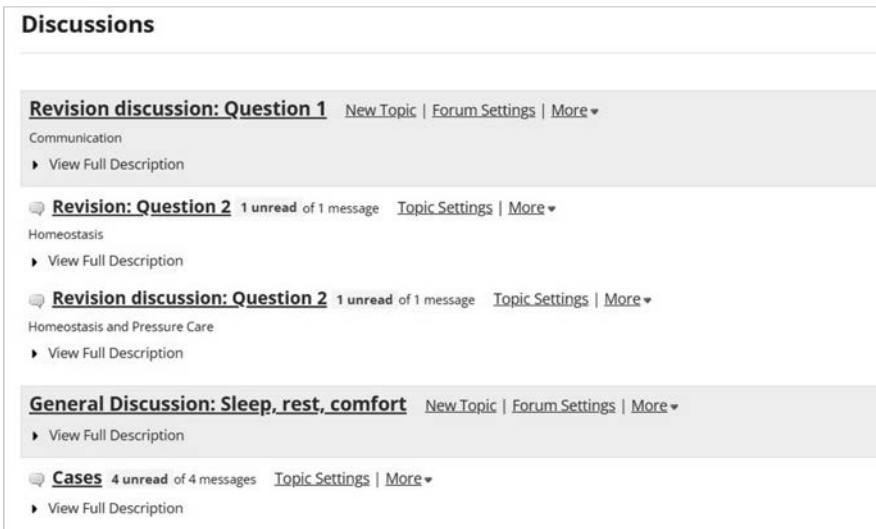 Discussions
Revision discussion: Question 1 New Topic | Forum Settings | More
Communication
View Full Description
Revision: Question 2 1 unread of 1 message Topic Settings | More
Homeostasis
View Full Description
Revision discussion: Question 2 1 unread of 1 message Topic Settings | More
Homeostasis and Pressure Care
View Full Description
General Discussion: Sleep, rest, comfort New Topic | Forum Settings | More
View Full Description
Cases 4 unread of 4 messages Topic Settings | More
View Full Description